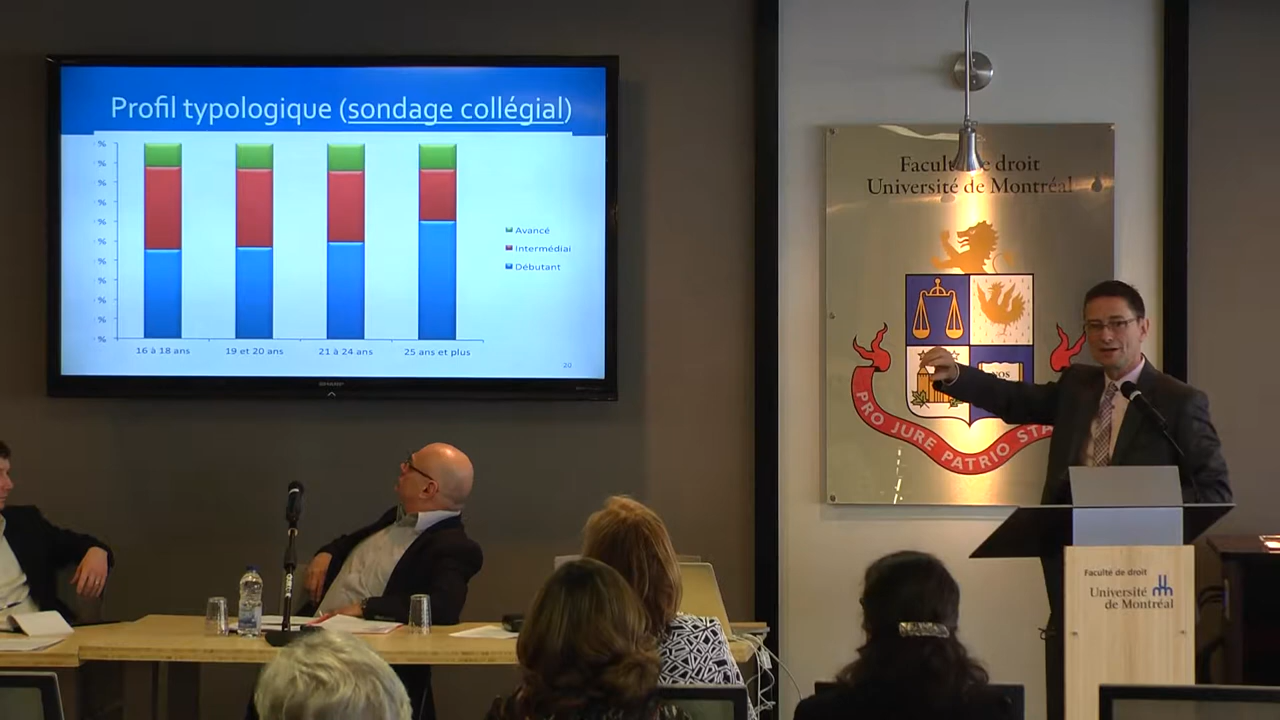 Profil typologique (sondage collégial)
%
%
%
%
%
%
%
%
%
%
%
Avancé
Intermédiai
Débutant
16 à 18 ans
19 et 20 ans
21 à 24 ans
25 ans et plus
20
SHARP
Faculté de droit
Université de Montréal
PRO JURE PATRIO STA
Faculté de droit
Université
de Montréal